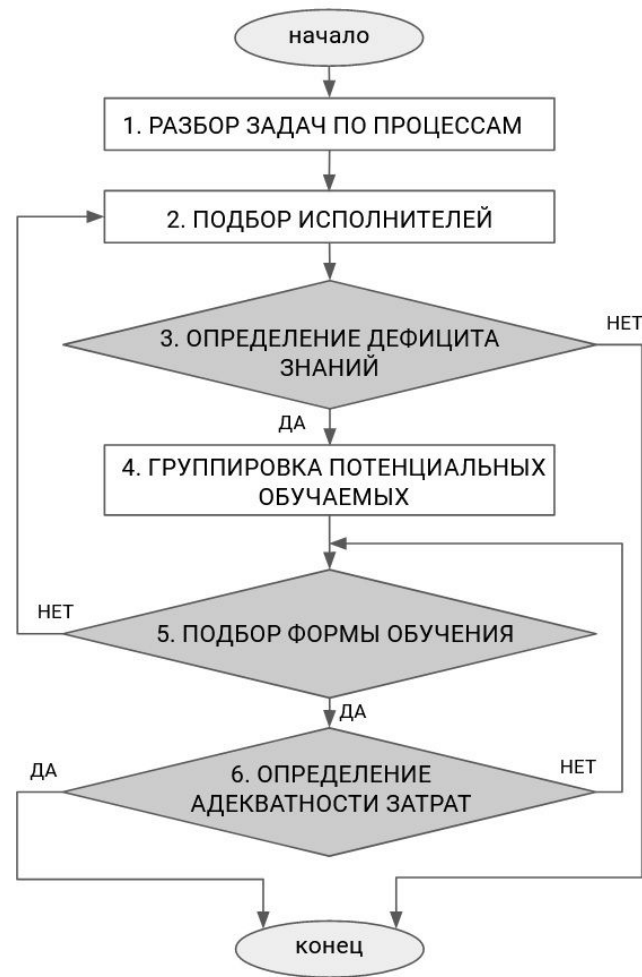 начало
1. РАЗБОР ЗАДАЧ ПО ПРОЦЕССАМ
2. ПОДБОР ИСПОЛНИТЕЛЕЙ
3. ОПРЕДЕЛЕНИЕ ДЕФИЦИТА
ЗНАНИЙ
НЕТ
ДА
4. ГРУППИРОВКА ПОТЕНЦИАЛЬНЫХ
ОБУЧАЕМЫХ
НЕТ
5. ПОДБОР ФОРМЫ ОБУЧЕНИЯ
ДА
ДА
6. ОПРЕДЕЛЕНИЕ
АДЕКВАТНОСТИ ЗАТРАТ
НЕТ
конец